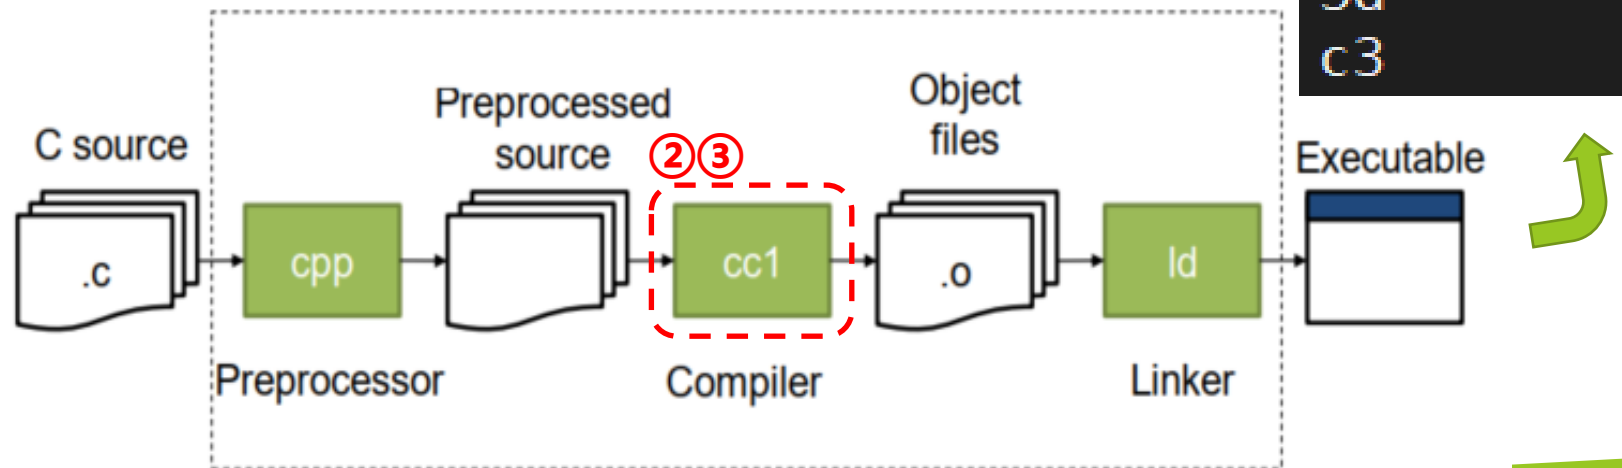 c3
C source
Preprocessed
source
②③
Object
files
Executable
.c
cpp
cc1
.o
ld
Preprocessor
Compiler
Linker